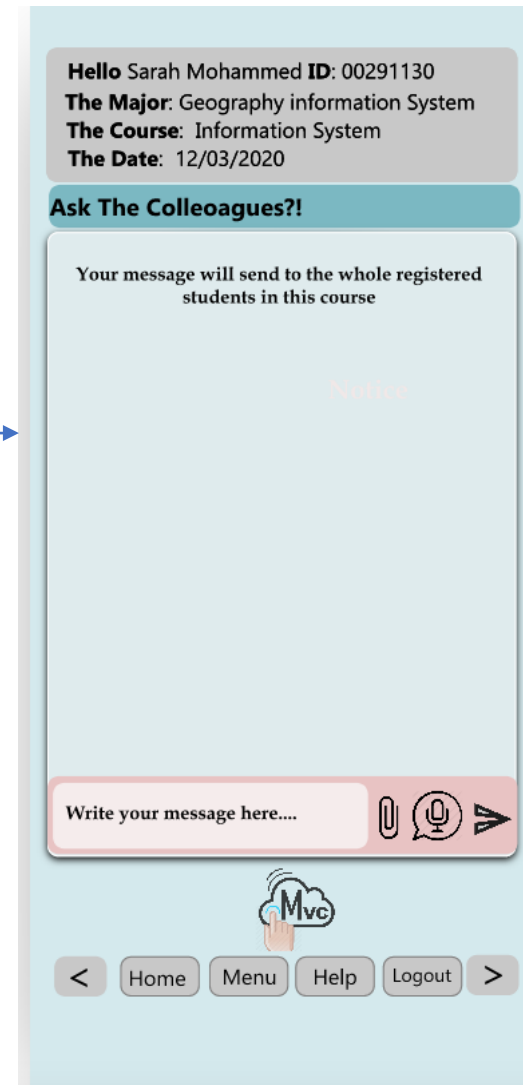 Hello Sarah Mohammed ID: 00291130
The Major: Geography information System
The Course: Information System
The Date: 12/03/2020
Ask The Colleoagues?!
Your message will send to the whole registered
students in this course
Notice
Write your message here....
Mvc
< Home Menu Help Logout >